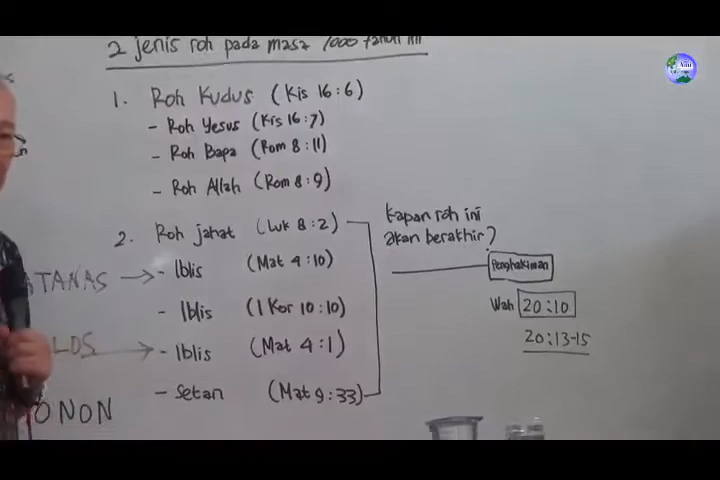 2 jenis roh pada masa 1000 tahun ini
1. Roh Kudus (Kis 16:6)
- Roh Yesus (Kis 16:7)
- Roh Bapa (Rom 8:11)
- Roh Allah (Rom 8:9)
2. Roh jahat (Luk 8:2)
ATANAS → - Iblis (Mat 4:10)
- Iblis (1 Kor 10:10)
LOS → - Iblis (Mat 4:1)
- Setan (Mat 9:33)
ONON
Kapan roh ini
akan berakhir?
Penghakiman
Wah 20:10
20:13-15